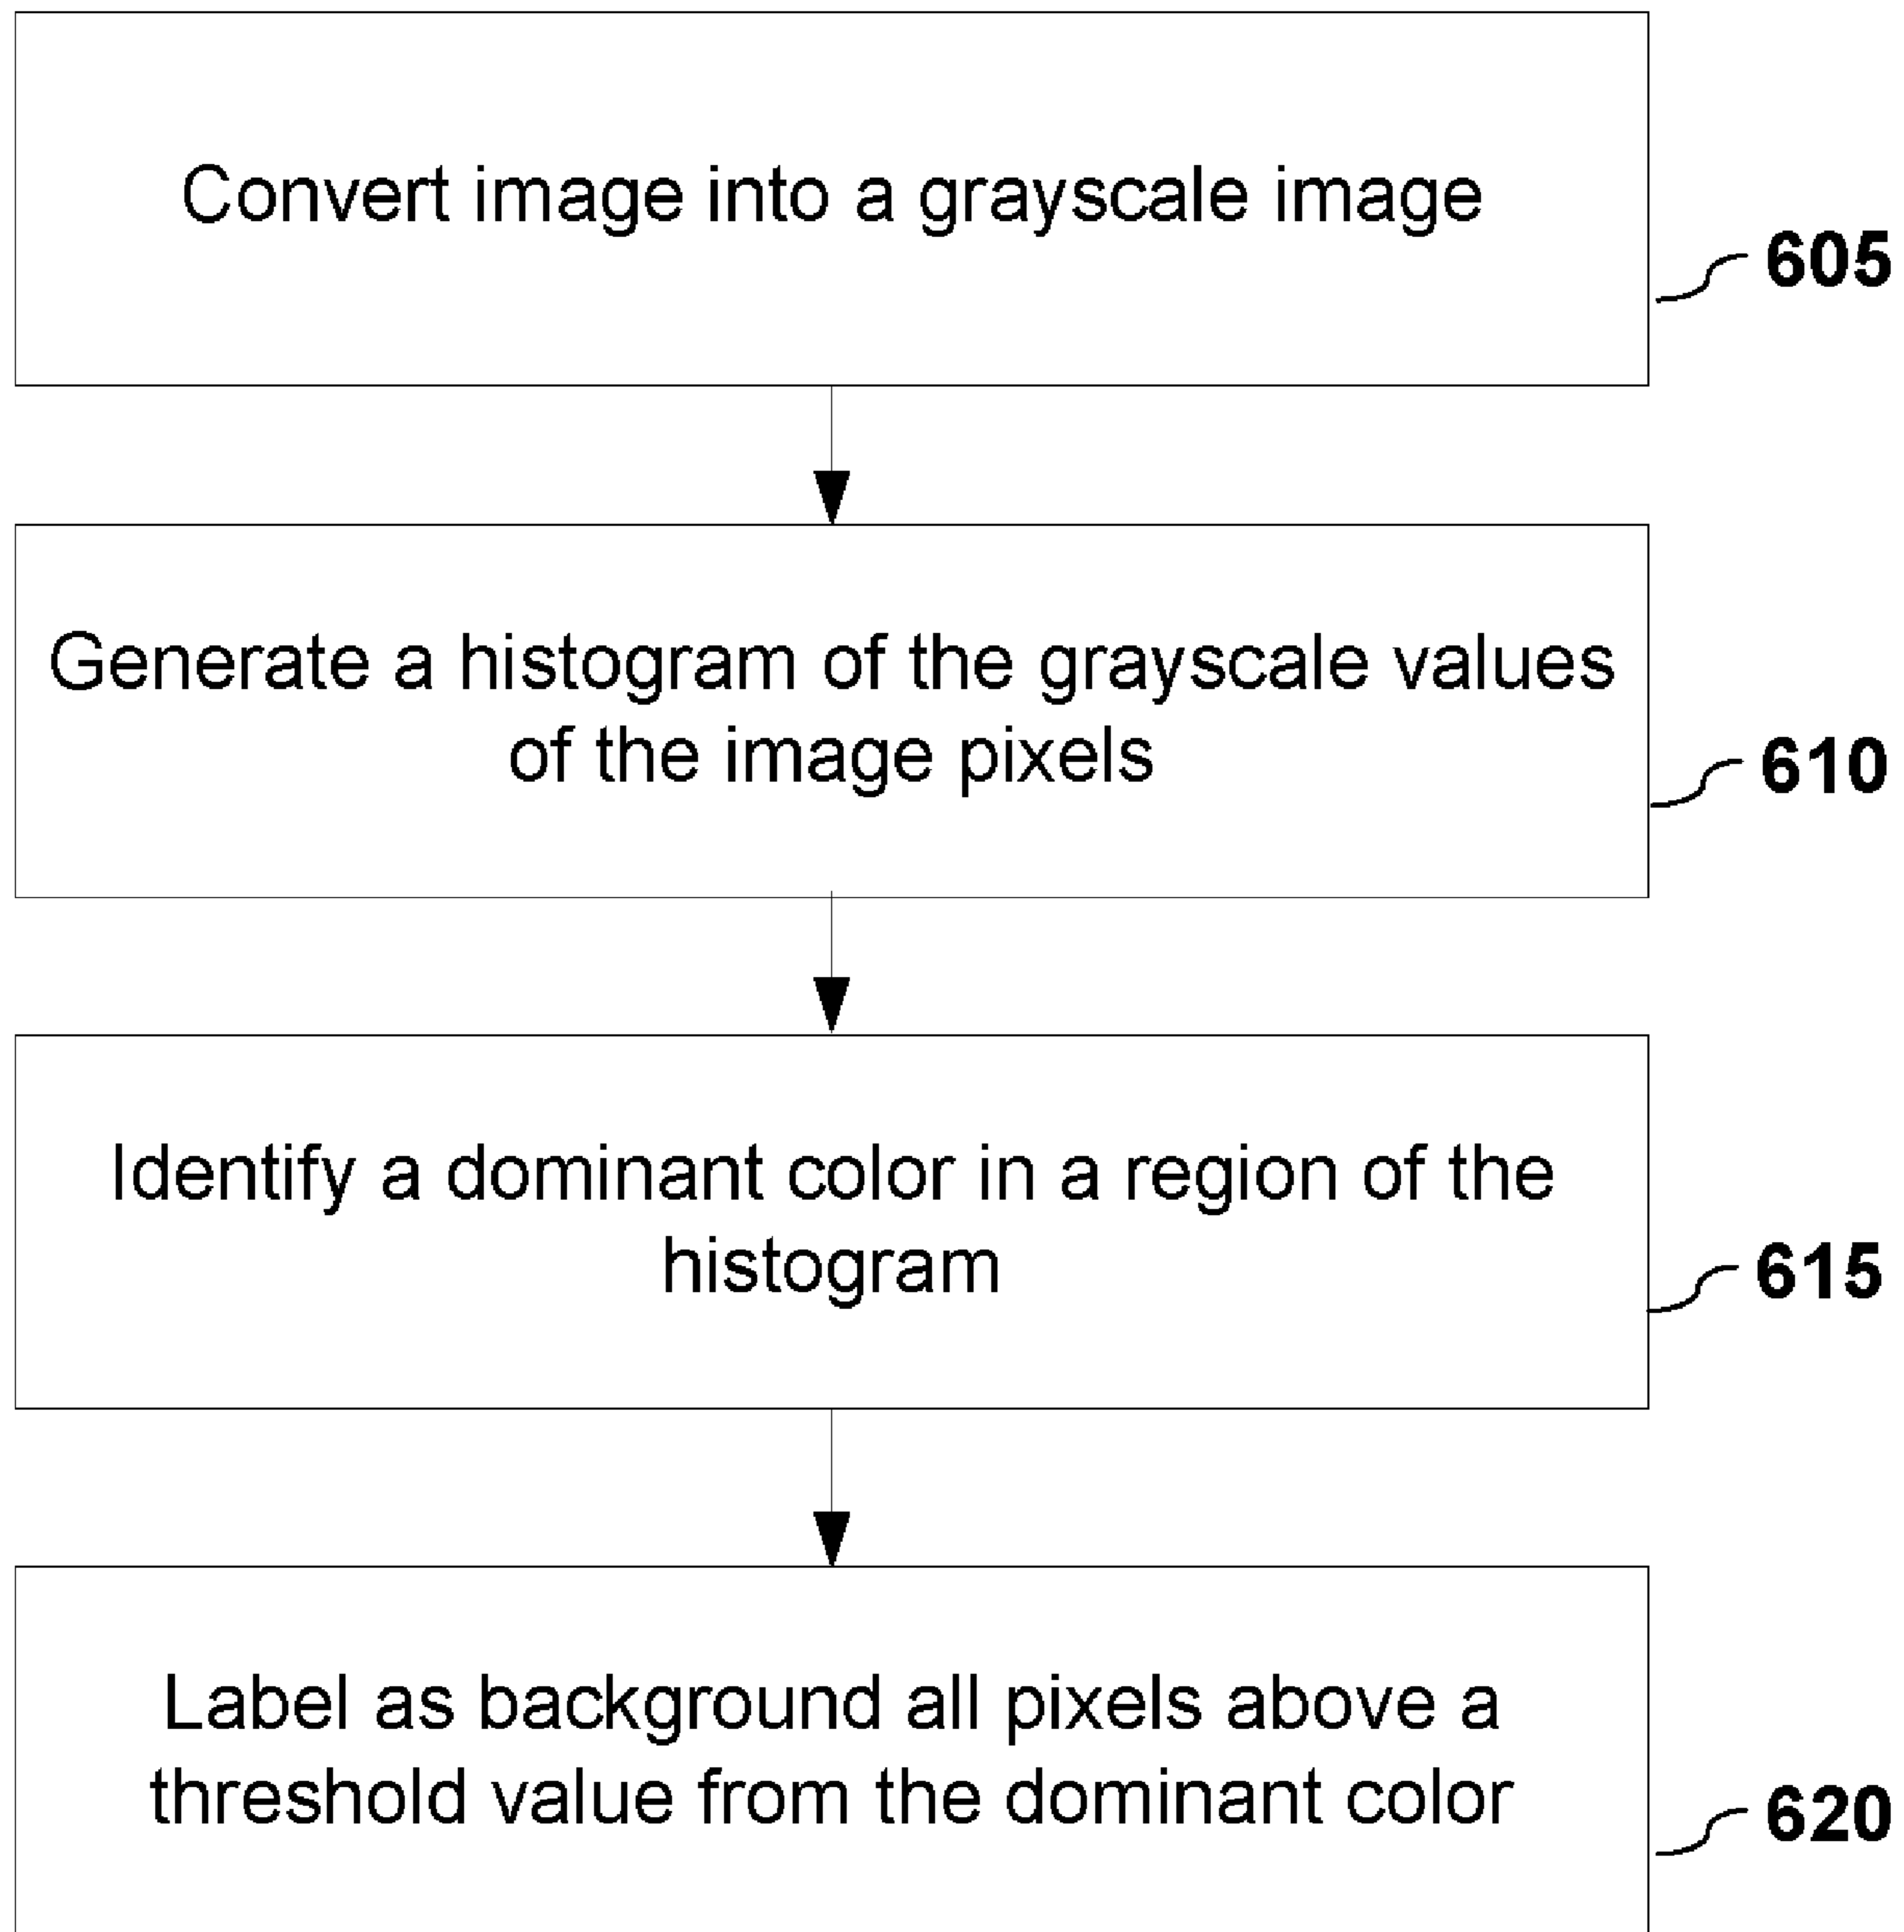 Convert image into a grayscale image
605
Generate a histogram of the grayscale values
of the image pixels
610
Identify a dominant color in a region of the
histogram
615
Label as background all pixels above a
threshold value from the dominant color
620